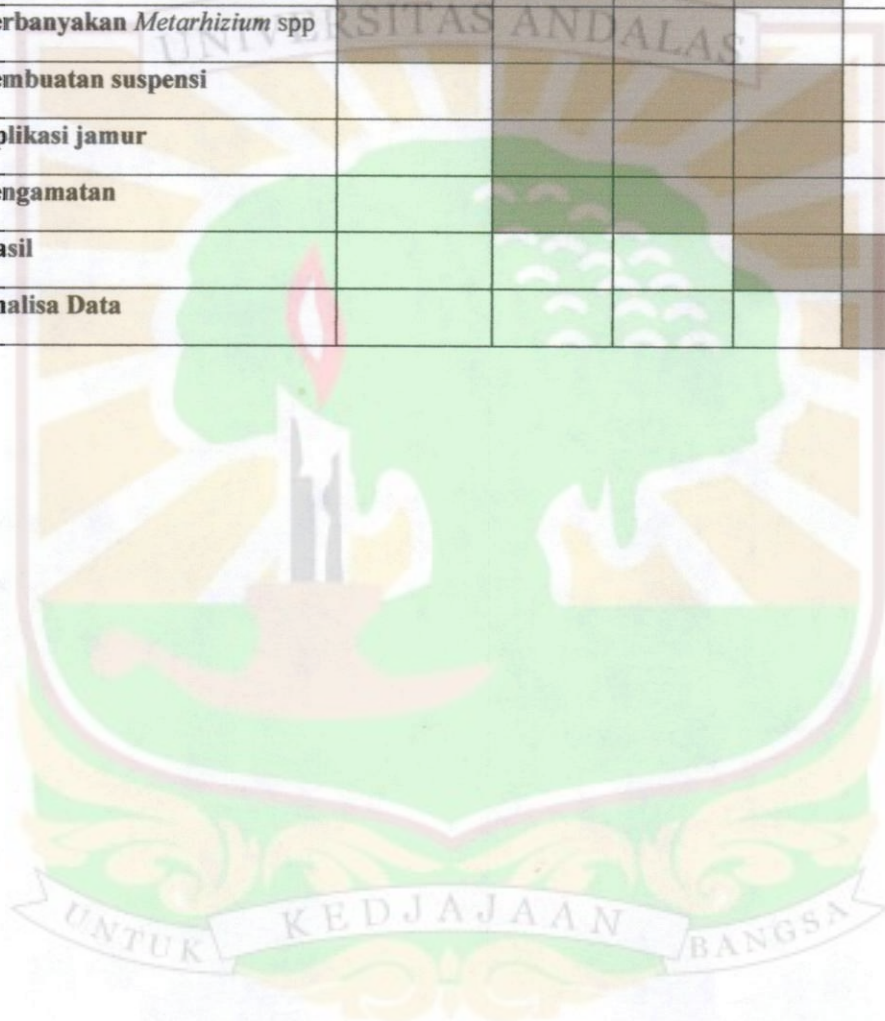 erbanyakan Metarhizium spp
UNIVERSITAS ANDALAS
embuatan suspensi
plikasi jamur
engamatan
asil
nalisa Data
UNTUK KEDJAJAAN BANGSA